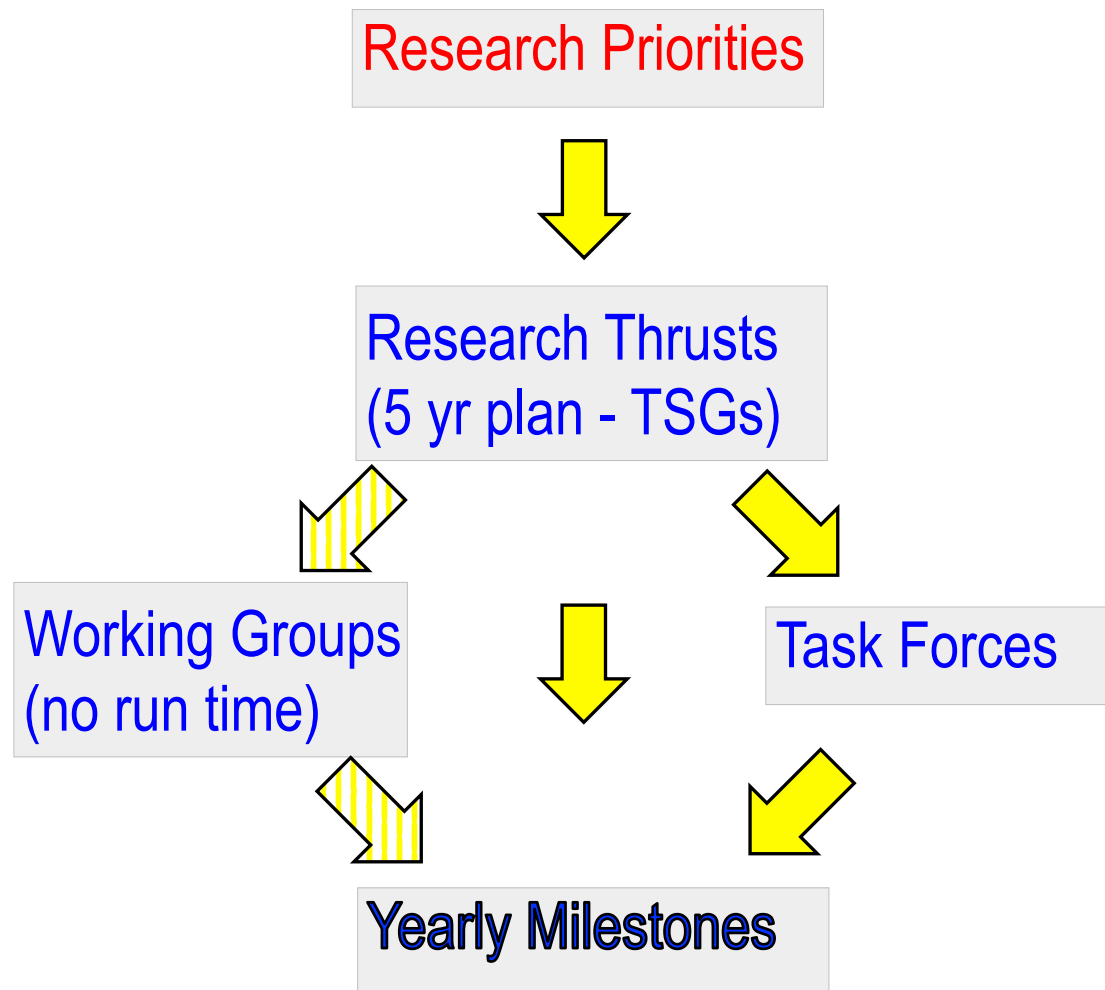 Research Priorities
Research Thrusts
(5 yr plan - TSGs)
Working Groups
(no run time)
Task Forces
Yearly Milestones